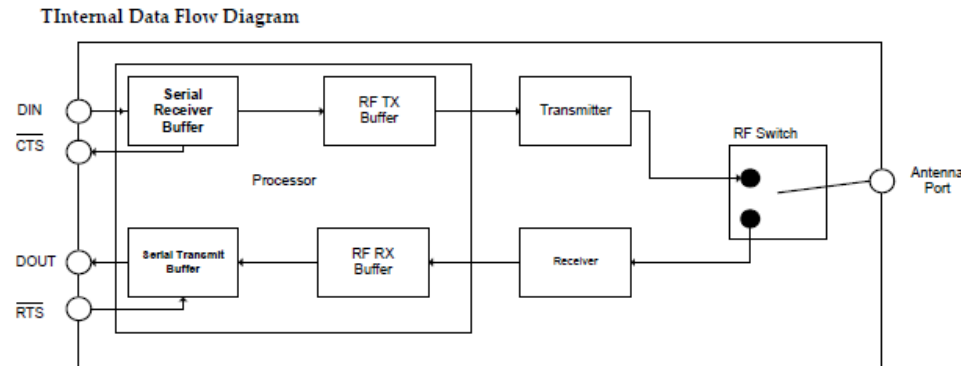 TInternal Data Flow Diagram
DIN
CTS
Serial
Receiver
Buffer
RF TX
Buffer
Transmitter
RF Switch
Processor
Antenna
Port
DOUT
RTS
Serial Transmit
Buffer
RF RX
Buffer
Receiver